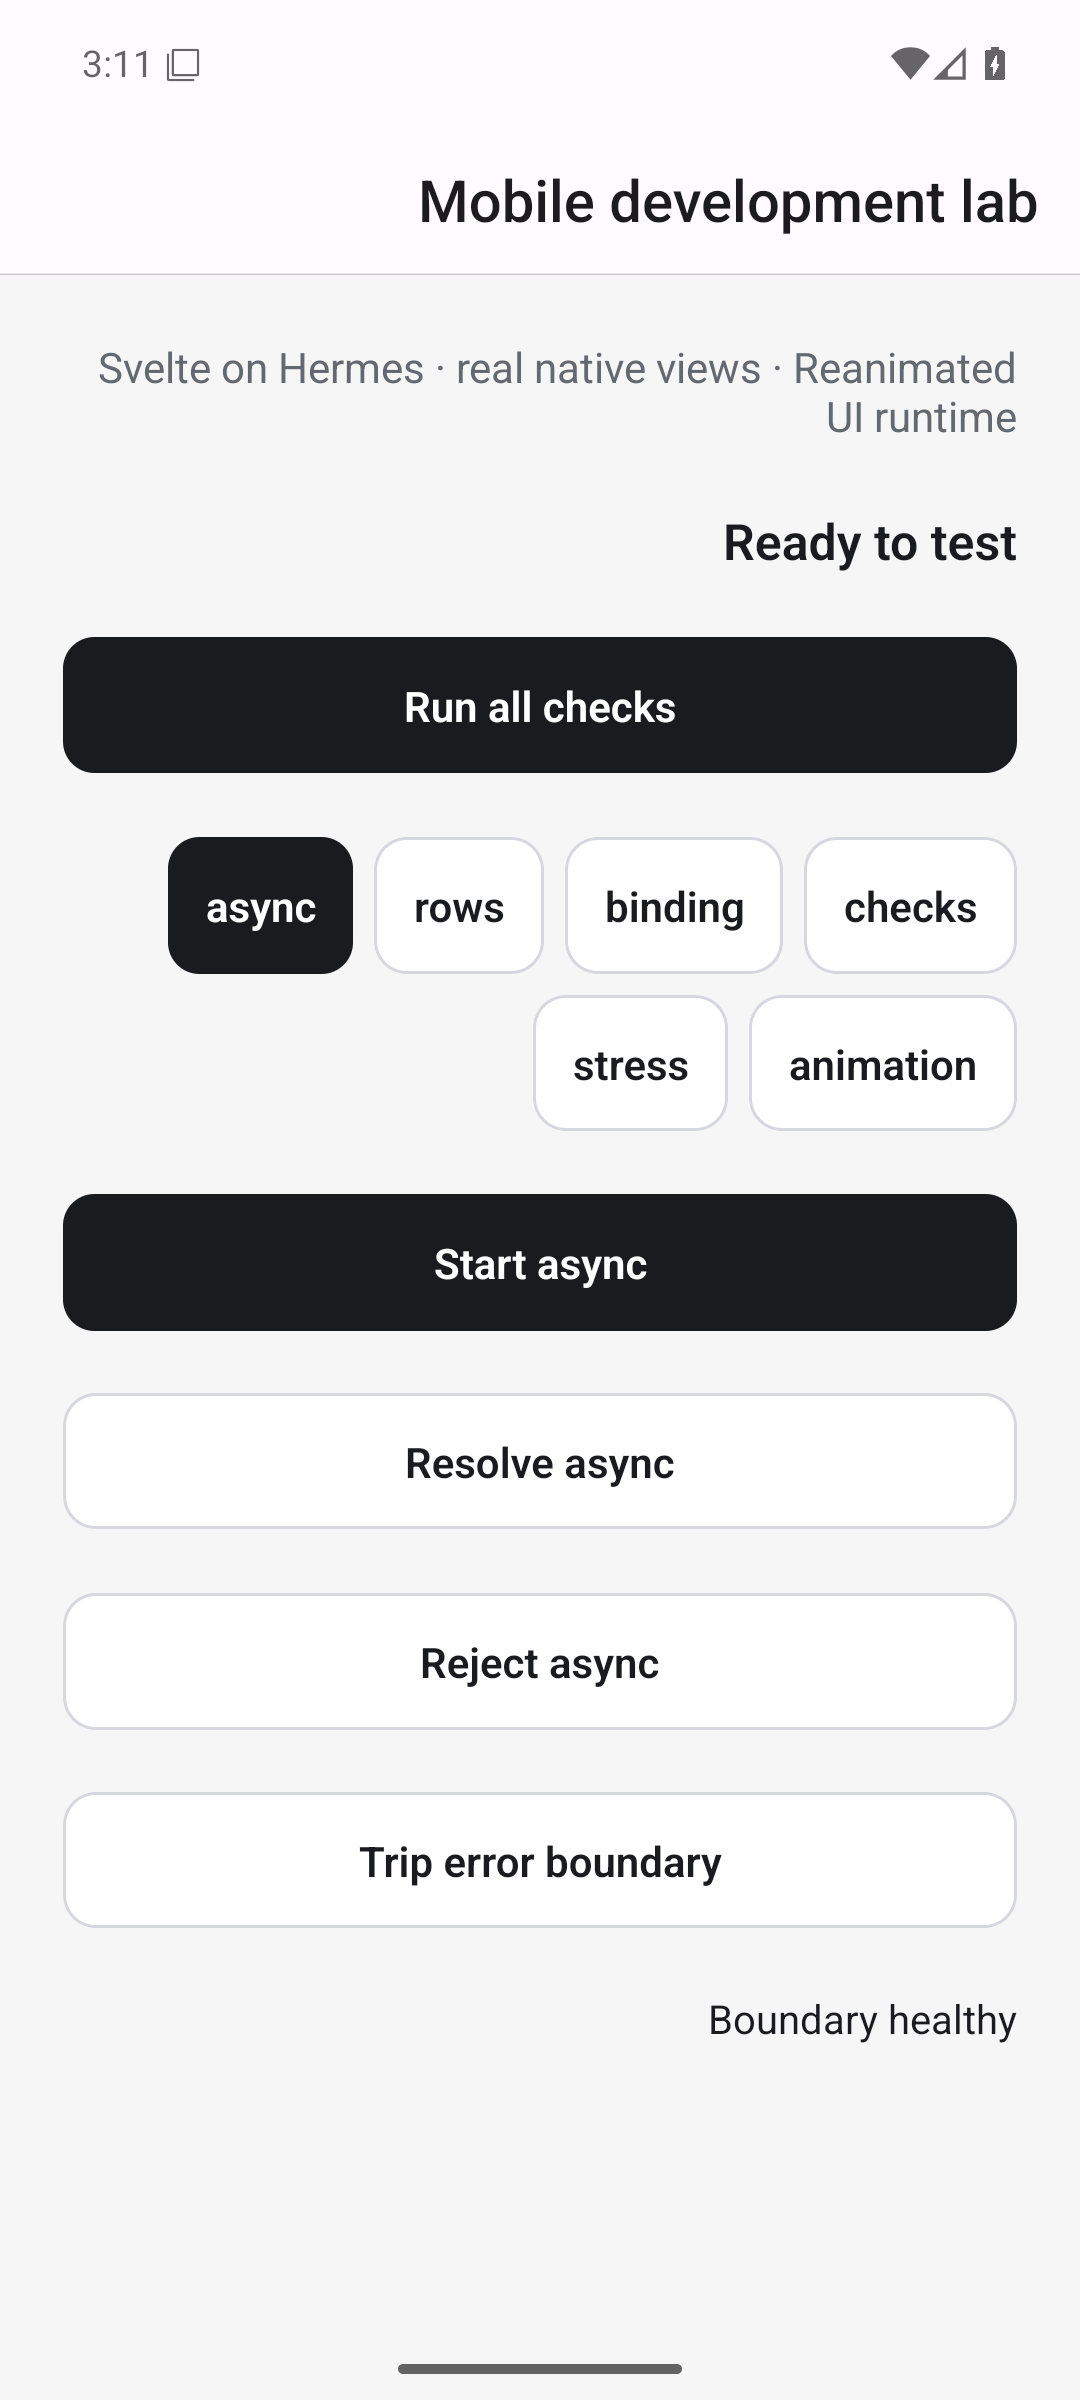 3:11
Mobile development lab
Svelte on Hermes · real native views · Reanimated
UI runtime
Ready to test
Run all checks
async rows binding checks
stress animation
Start async
Resolve async
Reject async
Trip error boundary
Boundary healthy